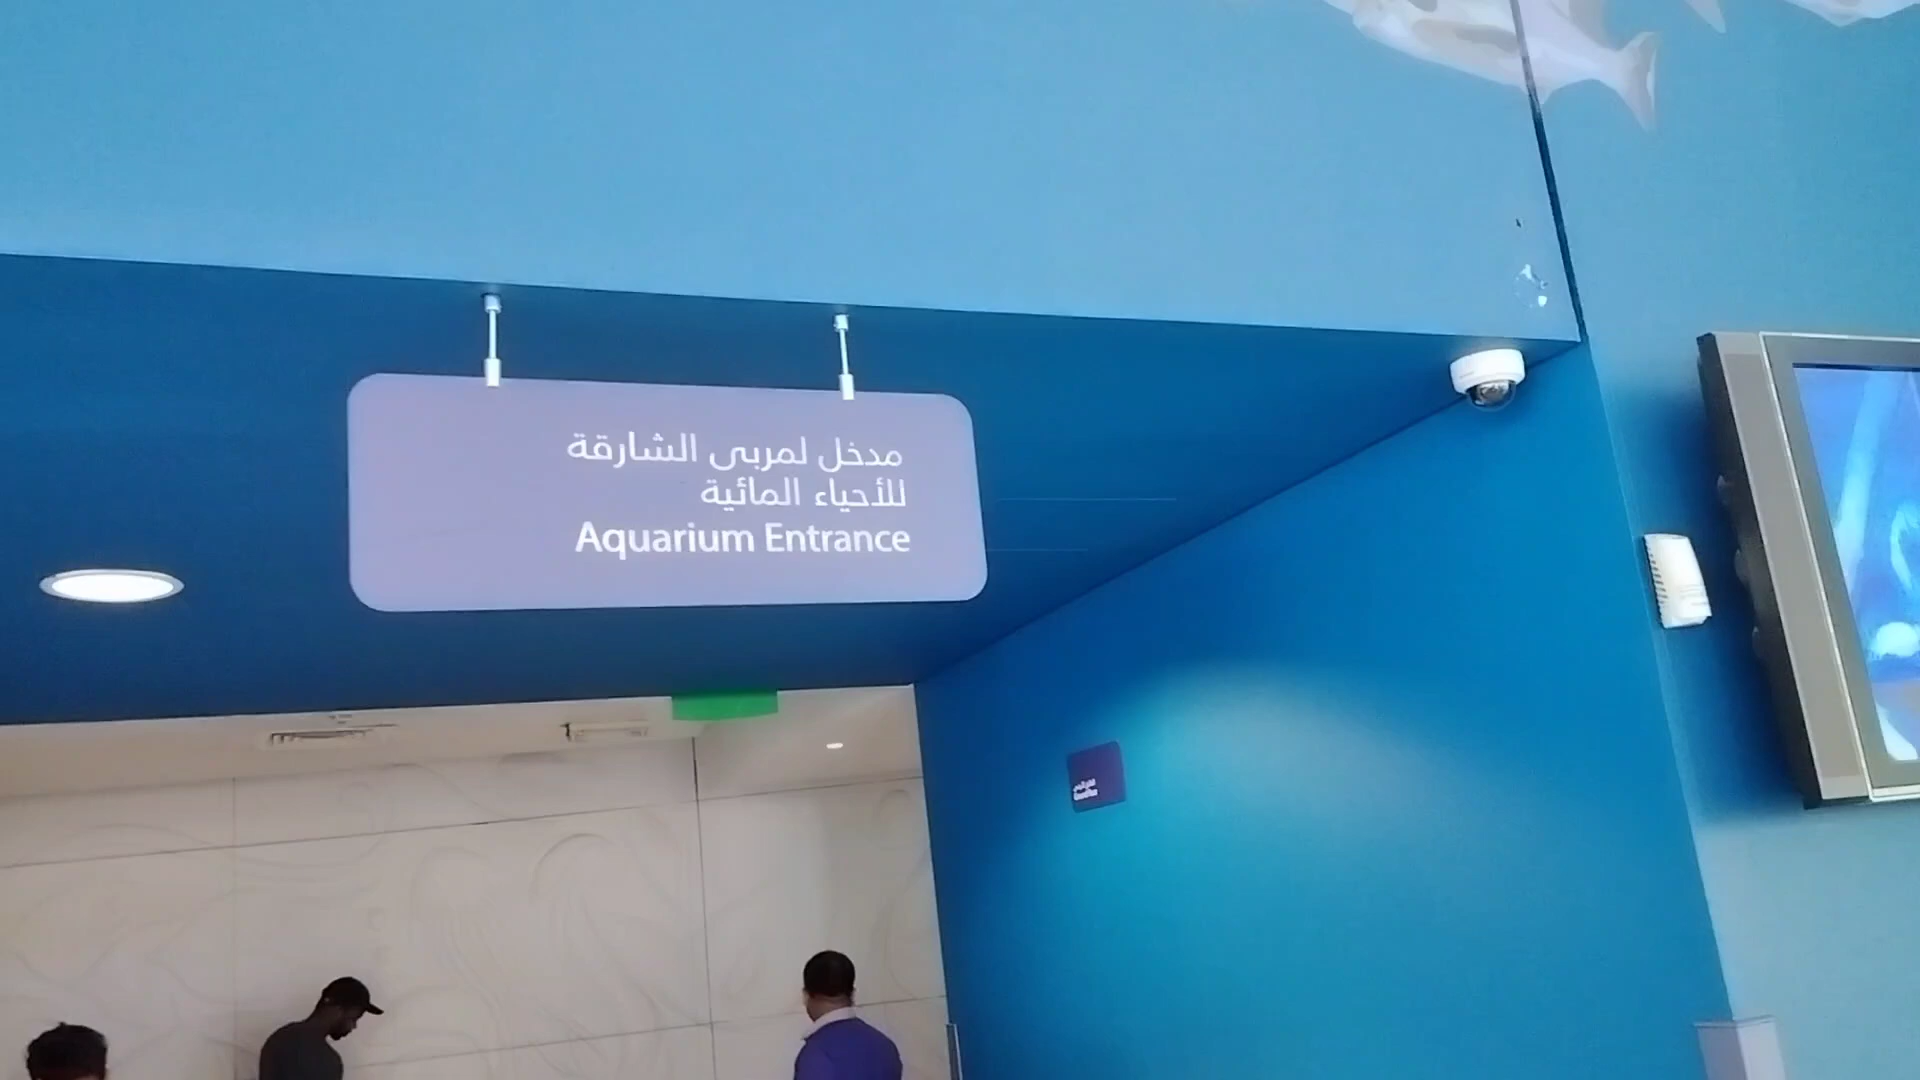 مدخل لمربى الشارقة
للأحياء المائية
Aquarium Entrance